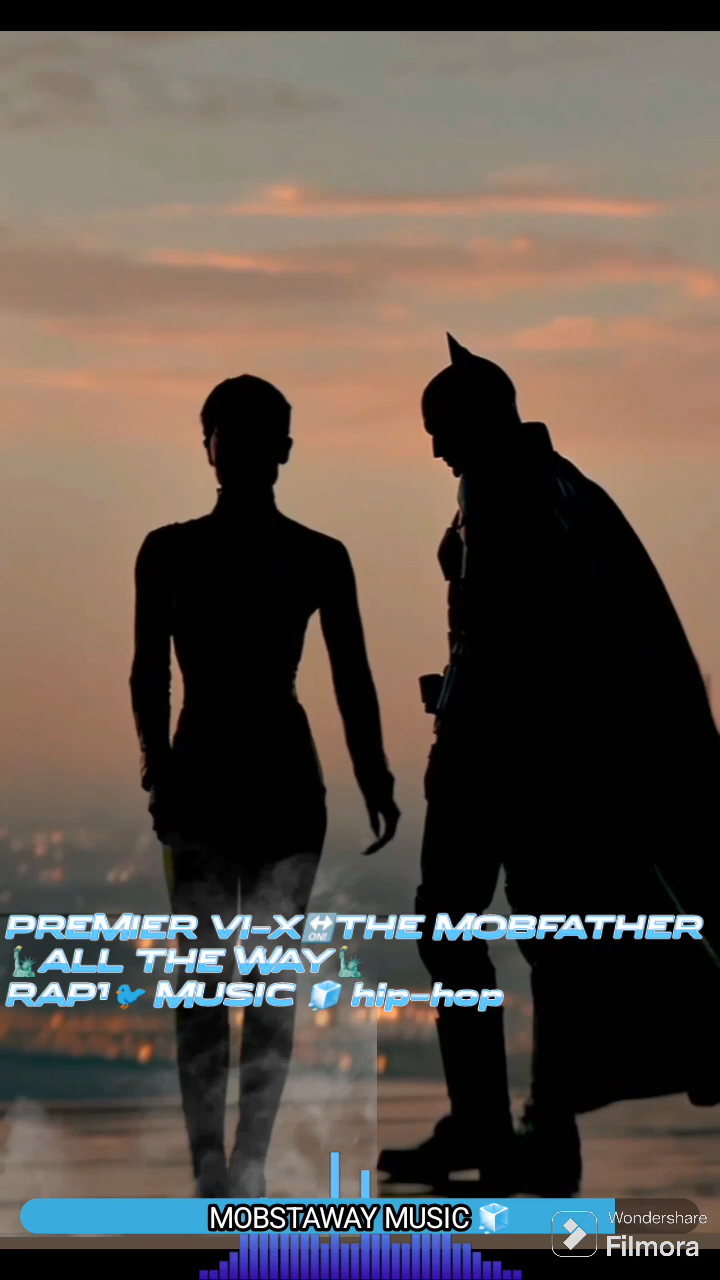 PREMIER VI-X🔛THE MOBFATHER
🗽ALL THE WAY🗽
RAP¹🐦 MUSIC 🧊 hip-hop
MOBSTAWAY MUSIC 🧊
Wondershare
Filmora